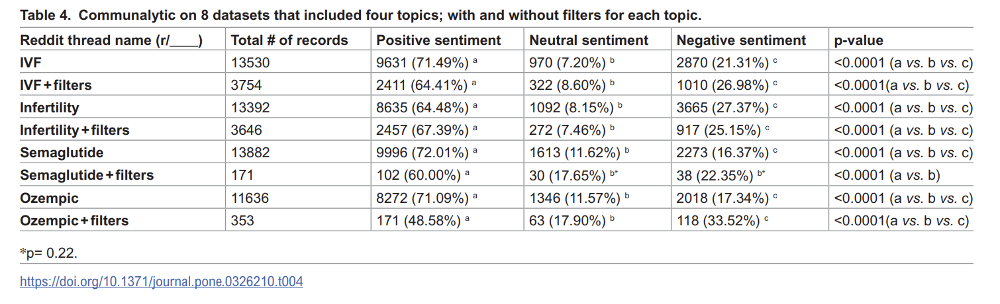 Table 4. Communalytic on 8 datasets that included four topics; with and without filters for each topic.
Reddit thread name (r/____) Total # of records Positive sentiment Neutral sentiment Negative sentiment p-value
IVF 13530 9631 (71.49%) a 970 (7.20%) b 2870 (21.31%) c <0.0001 (a vs. b vs. c)
IVF + filters 3754 2411 (64.41%) a 322 (8.60%) b 1010 (26.98%) c <0.0001(a vs. b vs. c)
Infertility 13392 8635 (64.48%) a 1092 (8.15%) b 3665 (27.37%) c <0.0001 (a vs. b vs. c)
Infertility + filters 3646 2457 (67.39%) a 272 (7.46%) b 917 (25.15%) c <0.0001 (a vs. b vs. c)
Semaglutide 13882 9996 (72.01%) a 1613 (11.62%) b 2273 (16.37%) c <0.0001 (a vs. b vs. c)
Semaglutide + filters 171 102 (60.00%) a 30 (17.65%) b* 38 (22.35%) b* <0.0001 (a vs. b)
Ozempic 11636 8272 (71.09%) a 1346 (11.57%) b 2018 (17.34%) c <0.0001 (a vs. b vs. c)
Ozempic + filters 353 171 (48.58%) a 63 (17.90%) b 118 (33.52%) c <0.0001(a vs. b vs. c)
*p= 0.22.
https://doi.org/10.1371/journal.pone.0326210.t004